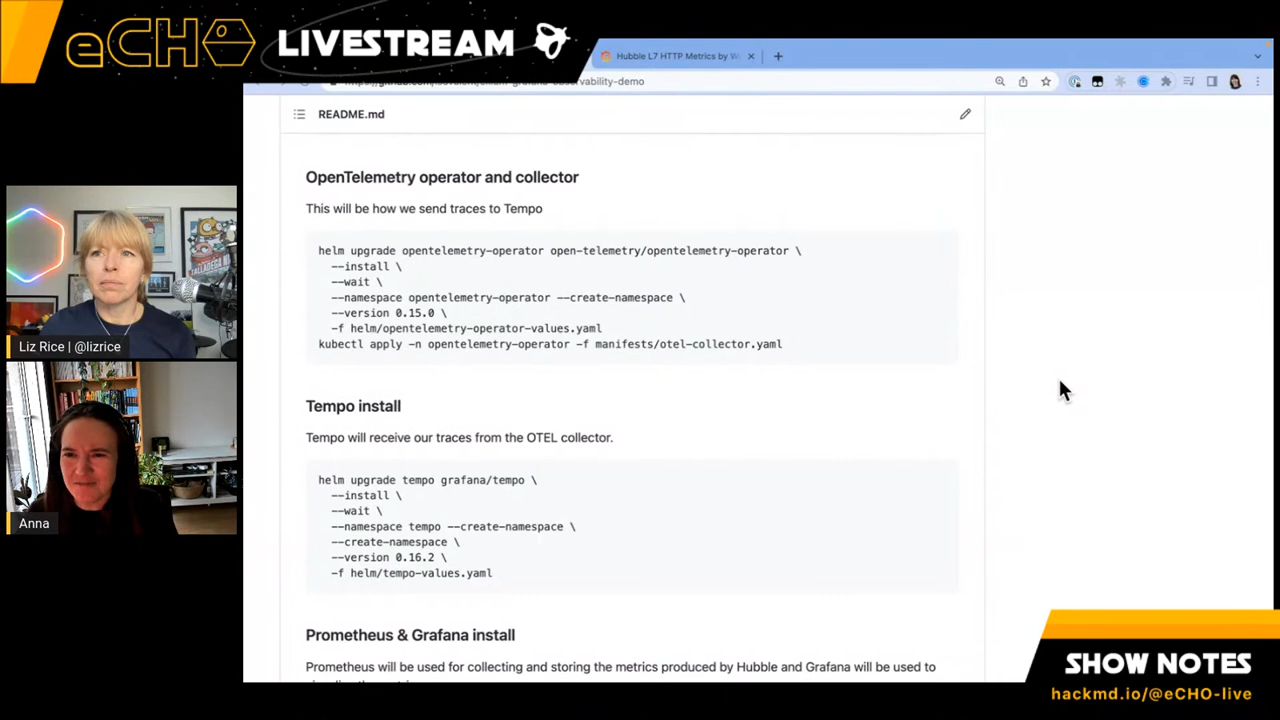 eCHO LIVESTREAM
Hubble L7 HTTP Metrics by W
README.md
OpenTelemetry operator and collector
This will be how we send traces to Tempo
helm upgrade opentelemetry-operator open-telemetry/opentelemetry-operator \
--install \
--wait \
--namespace opentelemetry-operator --create-namespace \
--version 0.15.0 \
-f helm/opentelemetry-operator-values.yaml
kubectl apply -n opentelemetry-operator -f manifests/otel-collector.yaml
Tempo install
Tempo will receive our traces from the OTEL collector.
helm upgrade tempo grafana/tempo \
--install \
--wait \
--namespace tempo --create-namespace \
--create-namespace \
--version 0.16.2 \
-f helm/tempo-values.yaml
Prometheus & Grafana install
Prometheus will be used for collecting and storing the metrics produced by Hubble and Grafana will be used to
Liz Rice | @lizrice
Anna
SHOW NOTES
hackmd.io/@eCHO-live